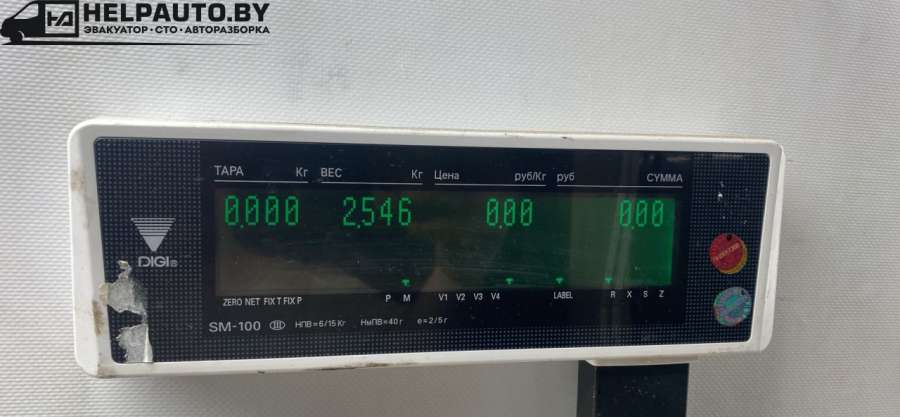 HELPAUTO.BY
ЭВАКУАТОР • СТО • АВТОРАЗБОРКА
ТАРА Кг ВЕС Кг Цена руб/Кг руб СУММА
0,000 2,546 0,00 0,00
DIGI®
ZERO NET FIX T FIX P P M V1 V2 V3 V4 LABEL R X S Z
SM-100 III НПВ=6/15 Кг НмПВ=40 г е=2/5 г